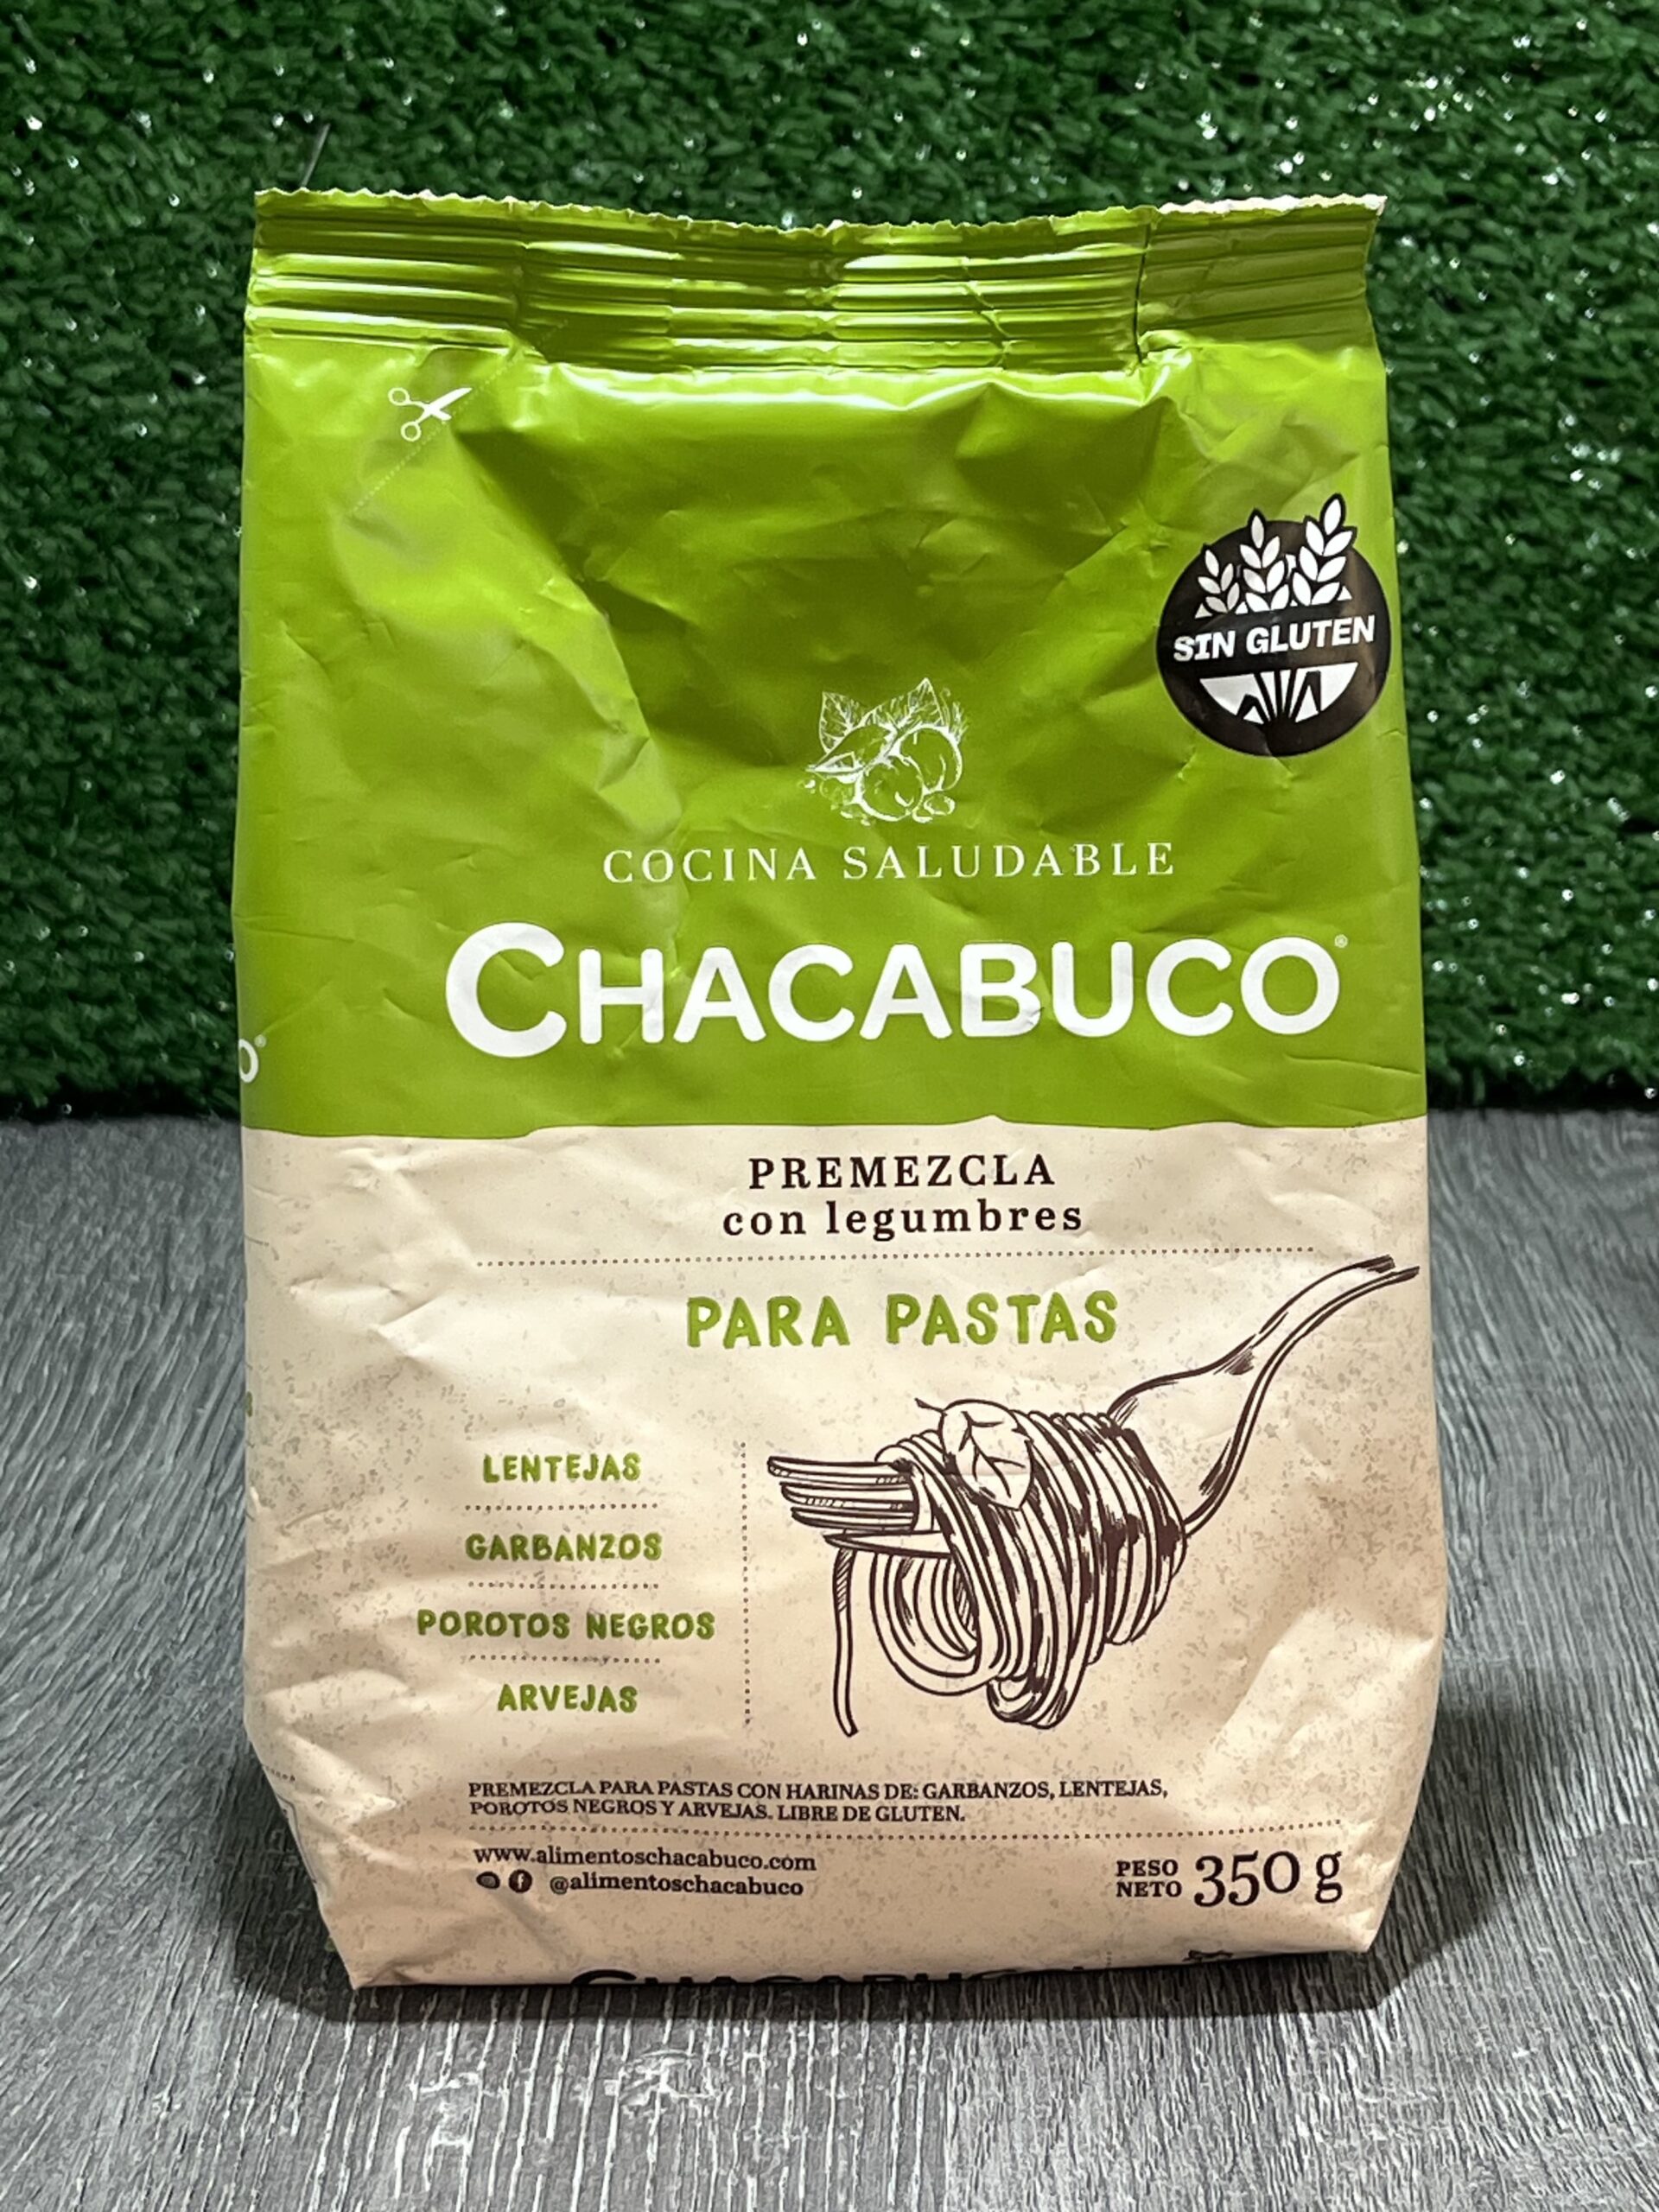 SIN GLUTEN
COCINA SALUDABLE
CHACABUCO®
PREMEZCLA
con legumbres
PARA PASTAS
LENTEJAS
GARBANZOS
POROTOS NEGROS
ARVEJAS
PREMEZCLA PARA PASTAS CON HARINAS DE: GARBANZOS, LENTEJAS,
POROTOS NEGROS Y ARVEJAS. LIBRE DE GLUTEN.
www.alimentoschacabuco.com
@alimentoschacabuco
PESO
NETO 350 g
CHACABUCO